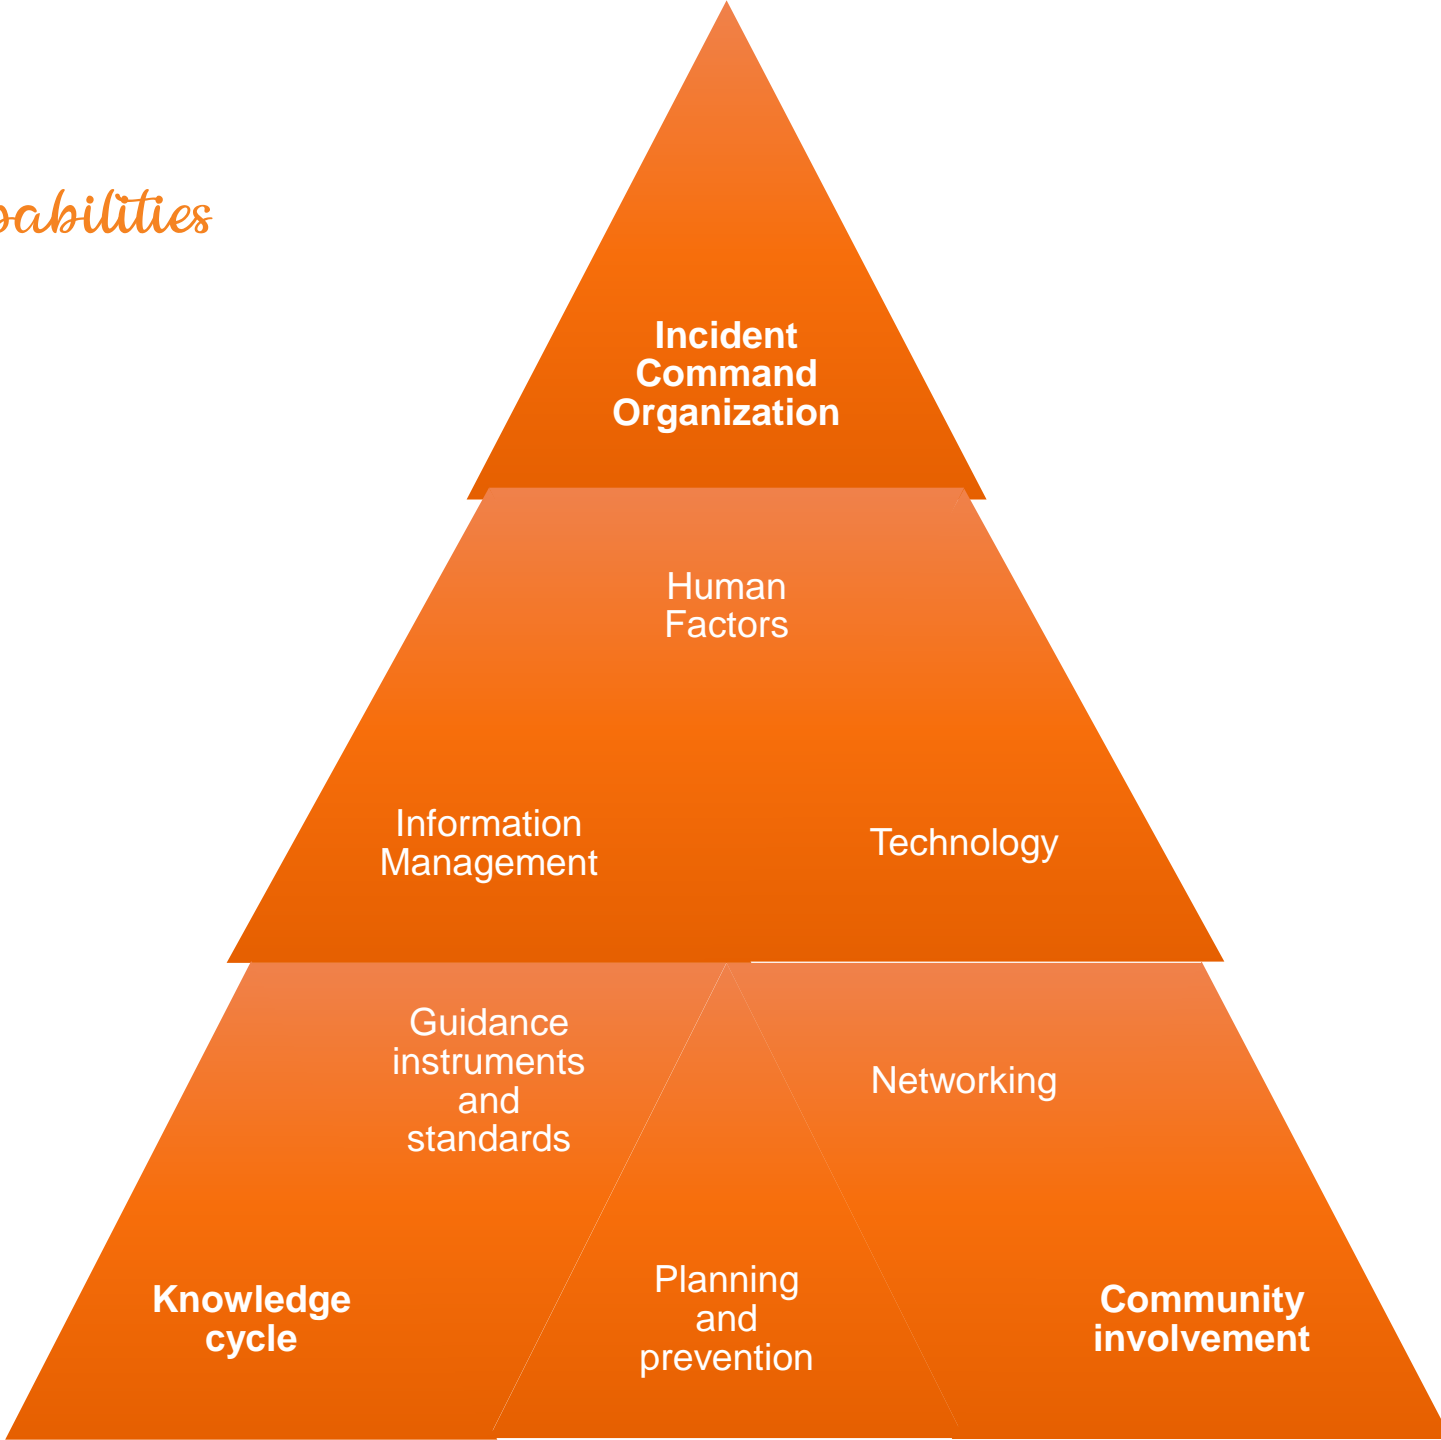 Incident
Command
Organization
Human
Factors
Information
Management
Technology
Guidance
instruments
and
standards
Networking
Knowledge
cycle
Planning
and
prevention
Community
involvement